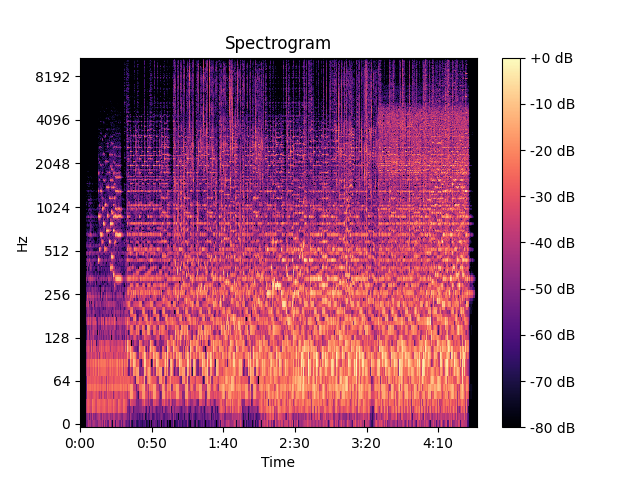 Spectrogram
8192
4096
2048
1024
512
256
128
64
0
Hz
0:00 0:50 1:40 2:30 3:20 4:10
Time
+0 dB
-10 dB
-20 dB
-30 dB
-40 dB
-50 dB
-60 dB
-70 dB
-80 dB